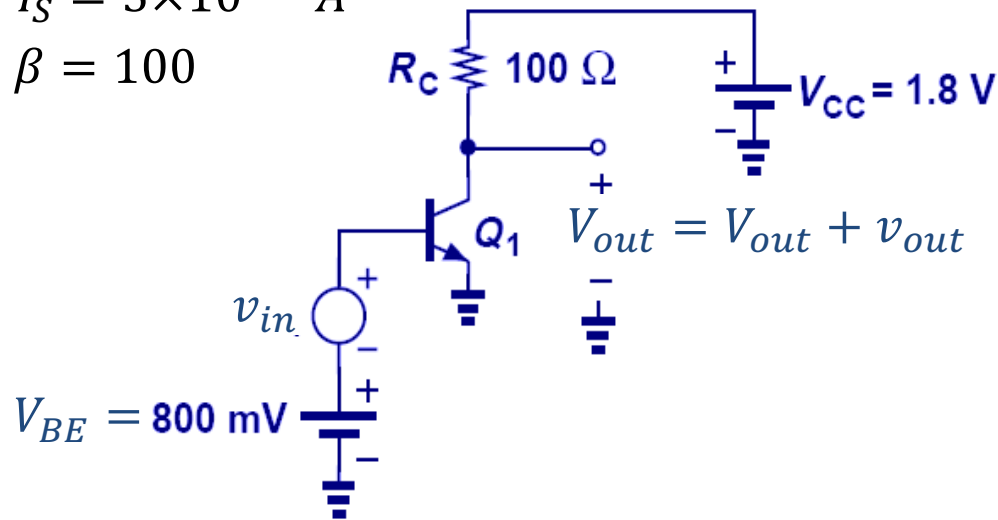 β = 100
R_C 100 Ω
+
−
V_CC = 1.8 V
+
Q_1
V_out = V_out + v_out
−
+
v_in
−
+
V_BE = 800 mV
−